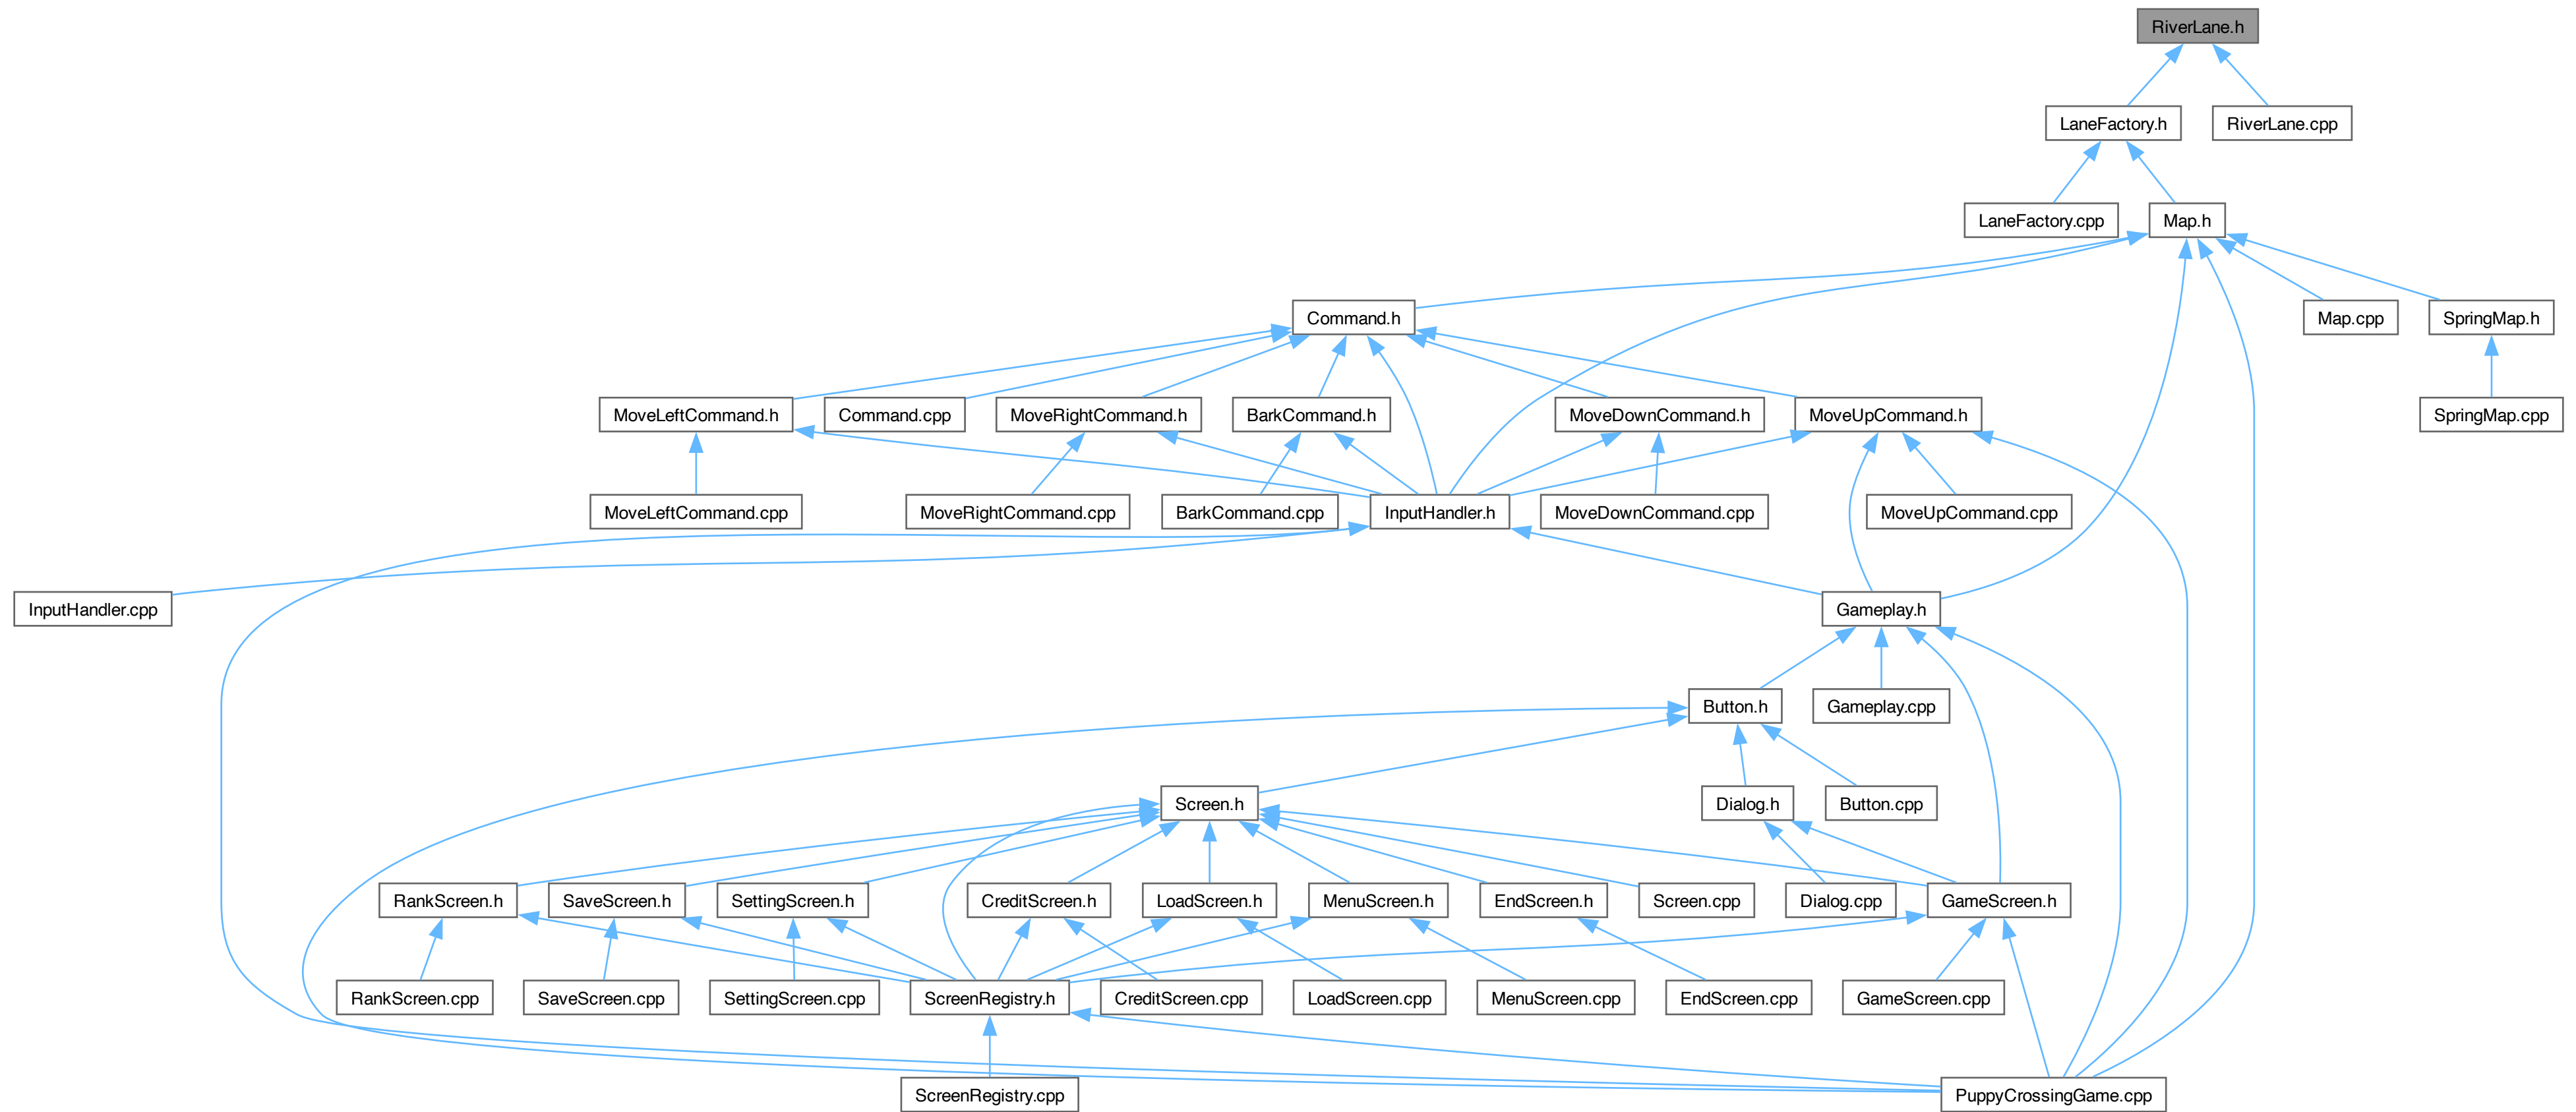 RiverLane.h
LaneFactory.h
RiverLane.cpp
LaneFactory.cpp
Map.h
Command.h
Map.cpp
SpringMap.h
MoveLeftCommand.h
Command.cpp
MoveRightCommand.h
BarkCommand.h
MoveDownCommand.h
MoveUpCommand.h
SpringMap.cpp
MoveLeftCommand.cpp
MoveRightCommand.cpp
BarkCommand.cpp
InputHandler.h
MoveDownCommand.cpp
MoveUpCommand.cpp
InputHandler.cpp
Gameplay.h
Button.h
Gameplay.cpp
Screen.h
Dialog.h
Button.cpp
RankScreen.h
SaveScreen.h
SettingScreen.h
CreditScreen.h
LoadScreen.h
MenuScreen.h
EndScreen.h
Screen.cpp
Dialog.cpp
GameScreen.h
RankScreen.cpp
SaveScreen.cpp
SettingScreen.cpp
ScreenRegistry.h
CreditScreen.cpp
LoadScreen.cpp
MenuScreen.cpp
EndScreen.cpp
GameScreen.cpp
ScreenRegistry.cpp
PuppyCrossingGame.cpp